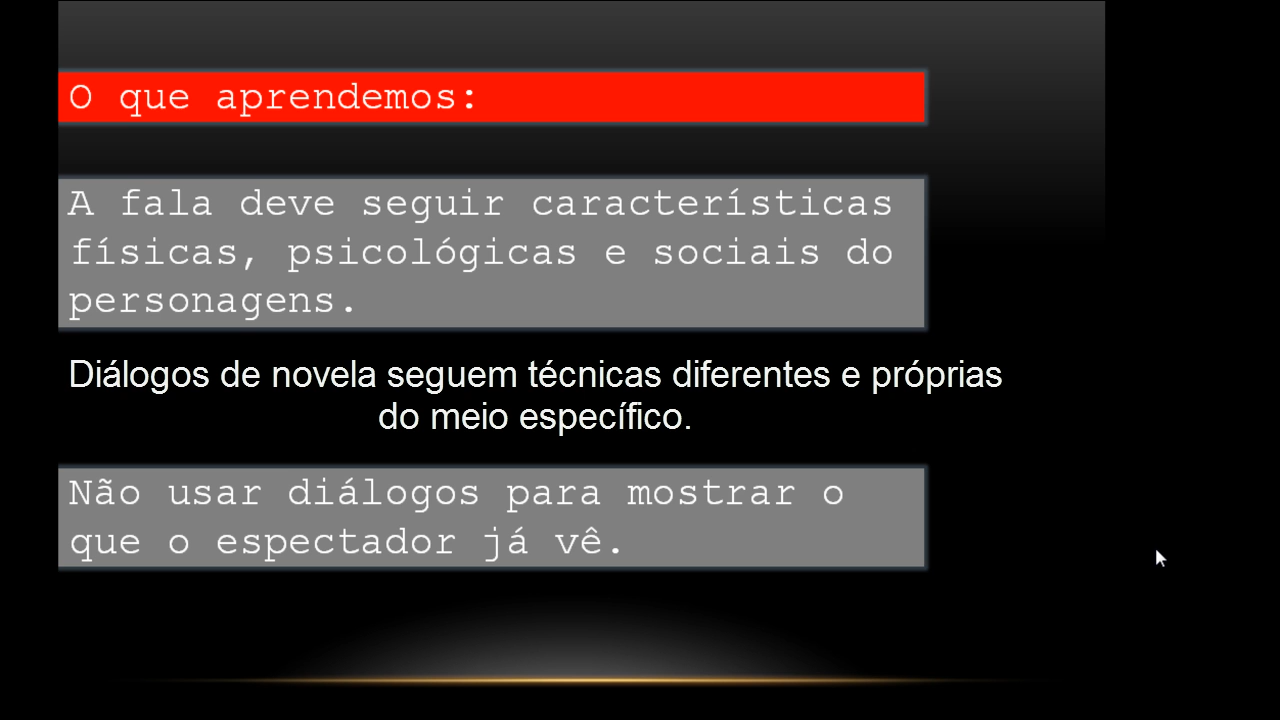 O que aprendemos:
A fala deve seguir características
físicas, psicológicas e sociais do
personagens.
Diálogos de novela seguem técnicas diferentes e próprias
do meio específico.
Não usar diálogos para mostrar o
que o espectador já vê.